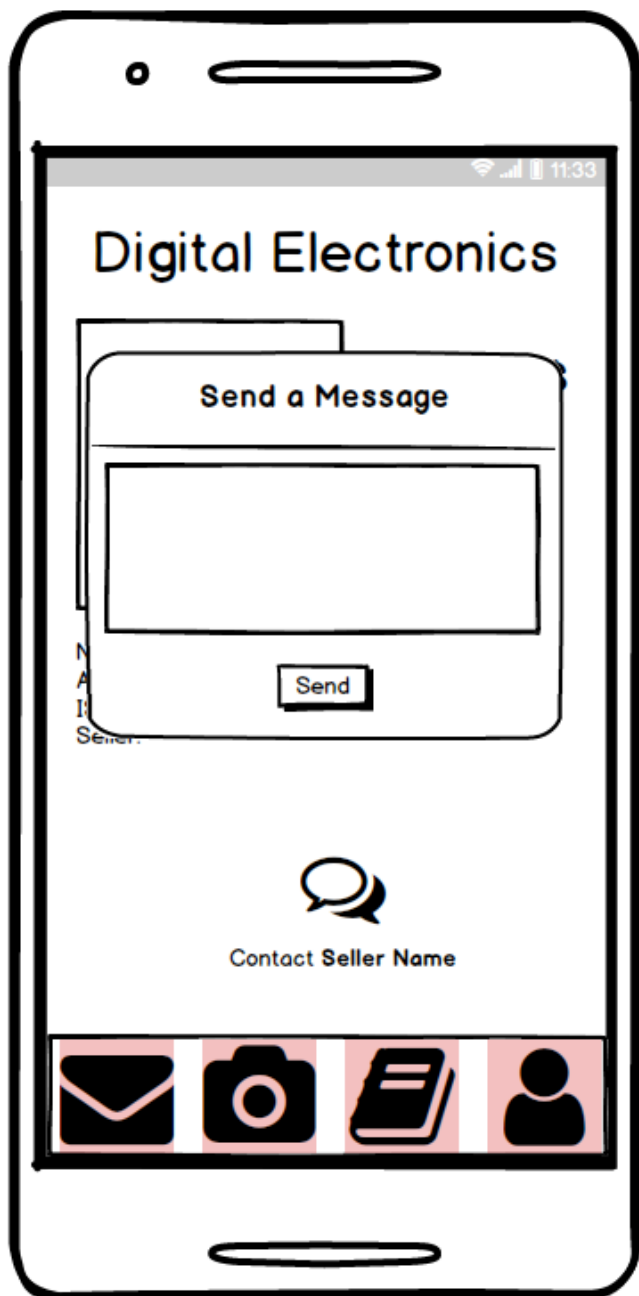 11:33
Digital Electronics
Send a Message
Send
Seller:
Contact Seller Name